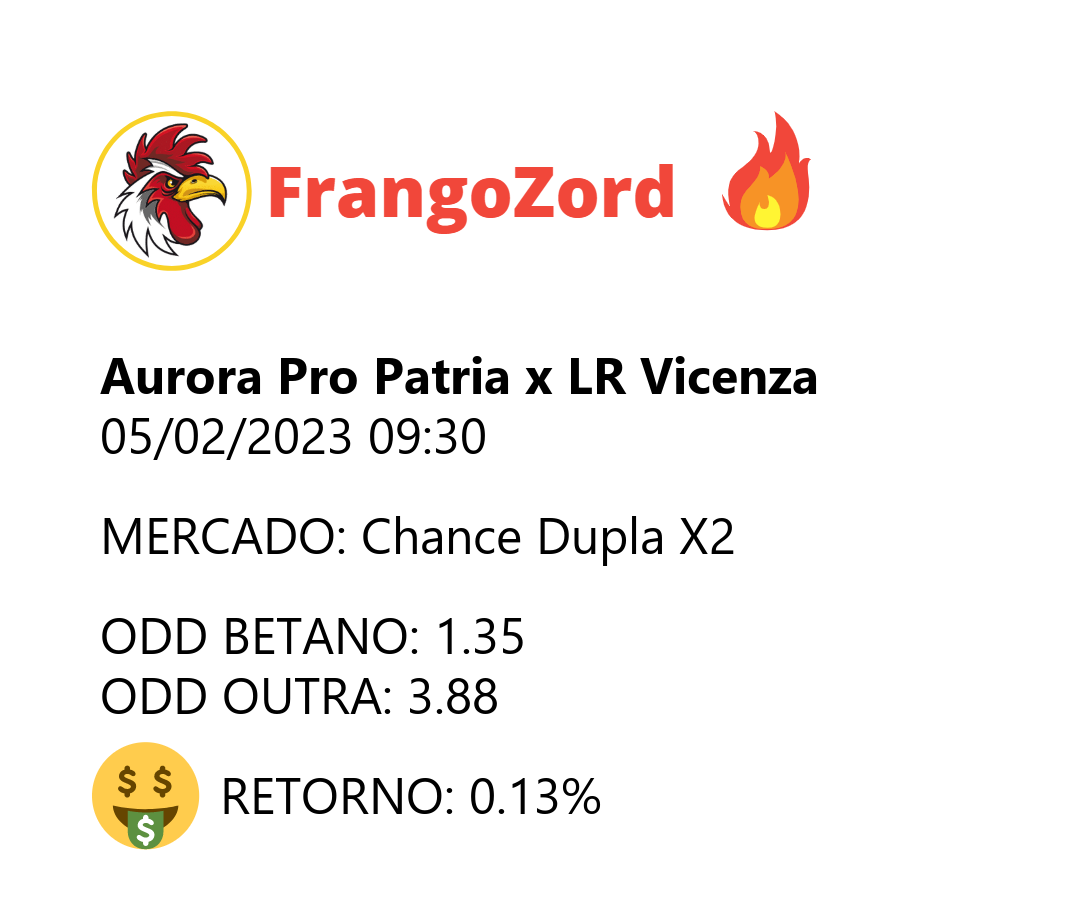 FrangoZord
Aurora Pro Patria x LR Vicenza
05/02/2023 09:30
MERCADO: Chance Dupla X2
ODD BETANO: 1.35
ODD OUTRA: 3.88
$ $
$
RETORNO: 0.13%